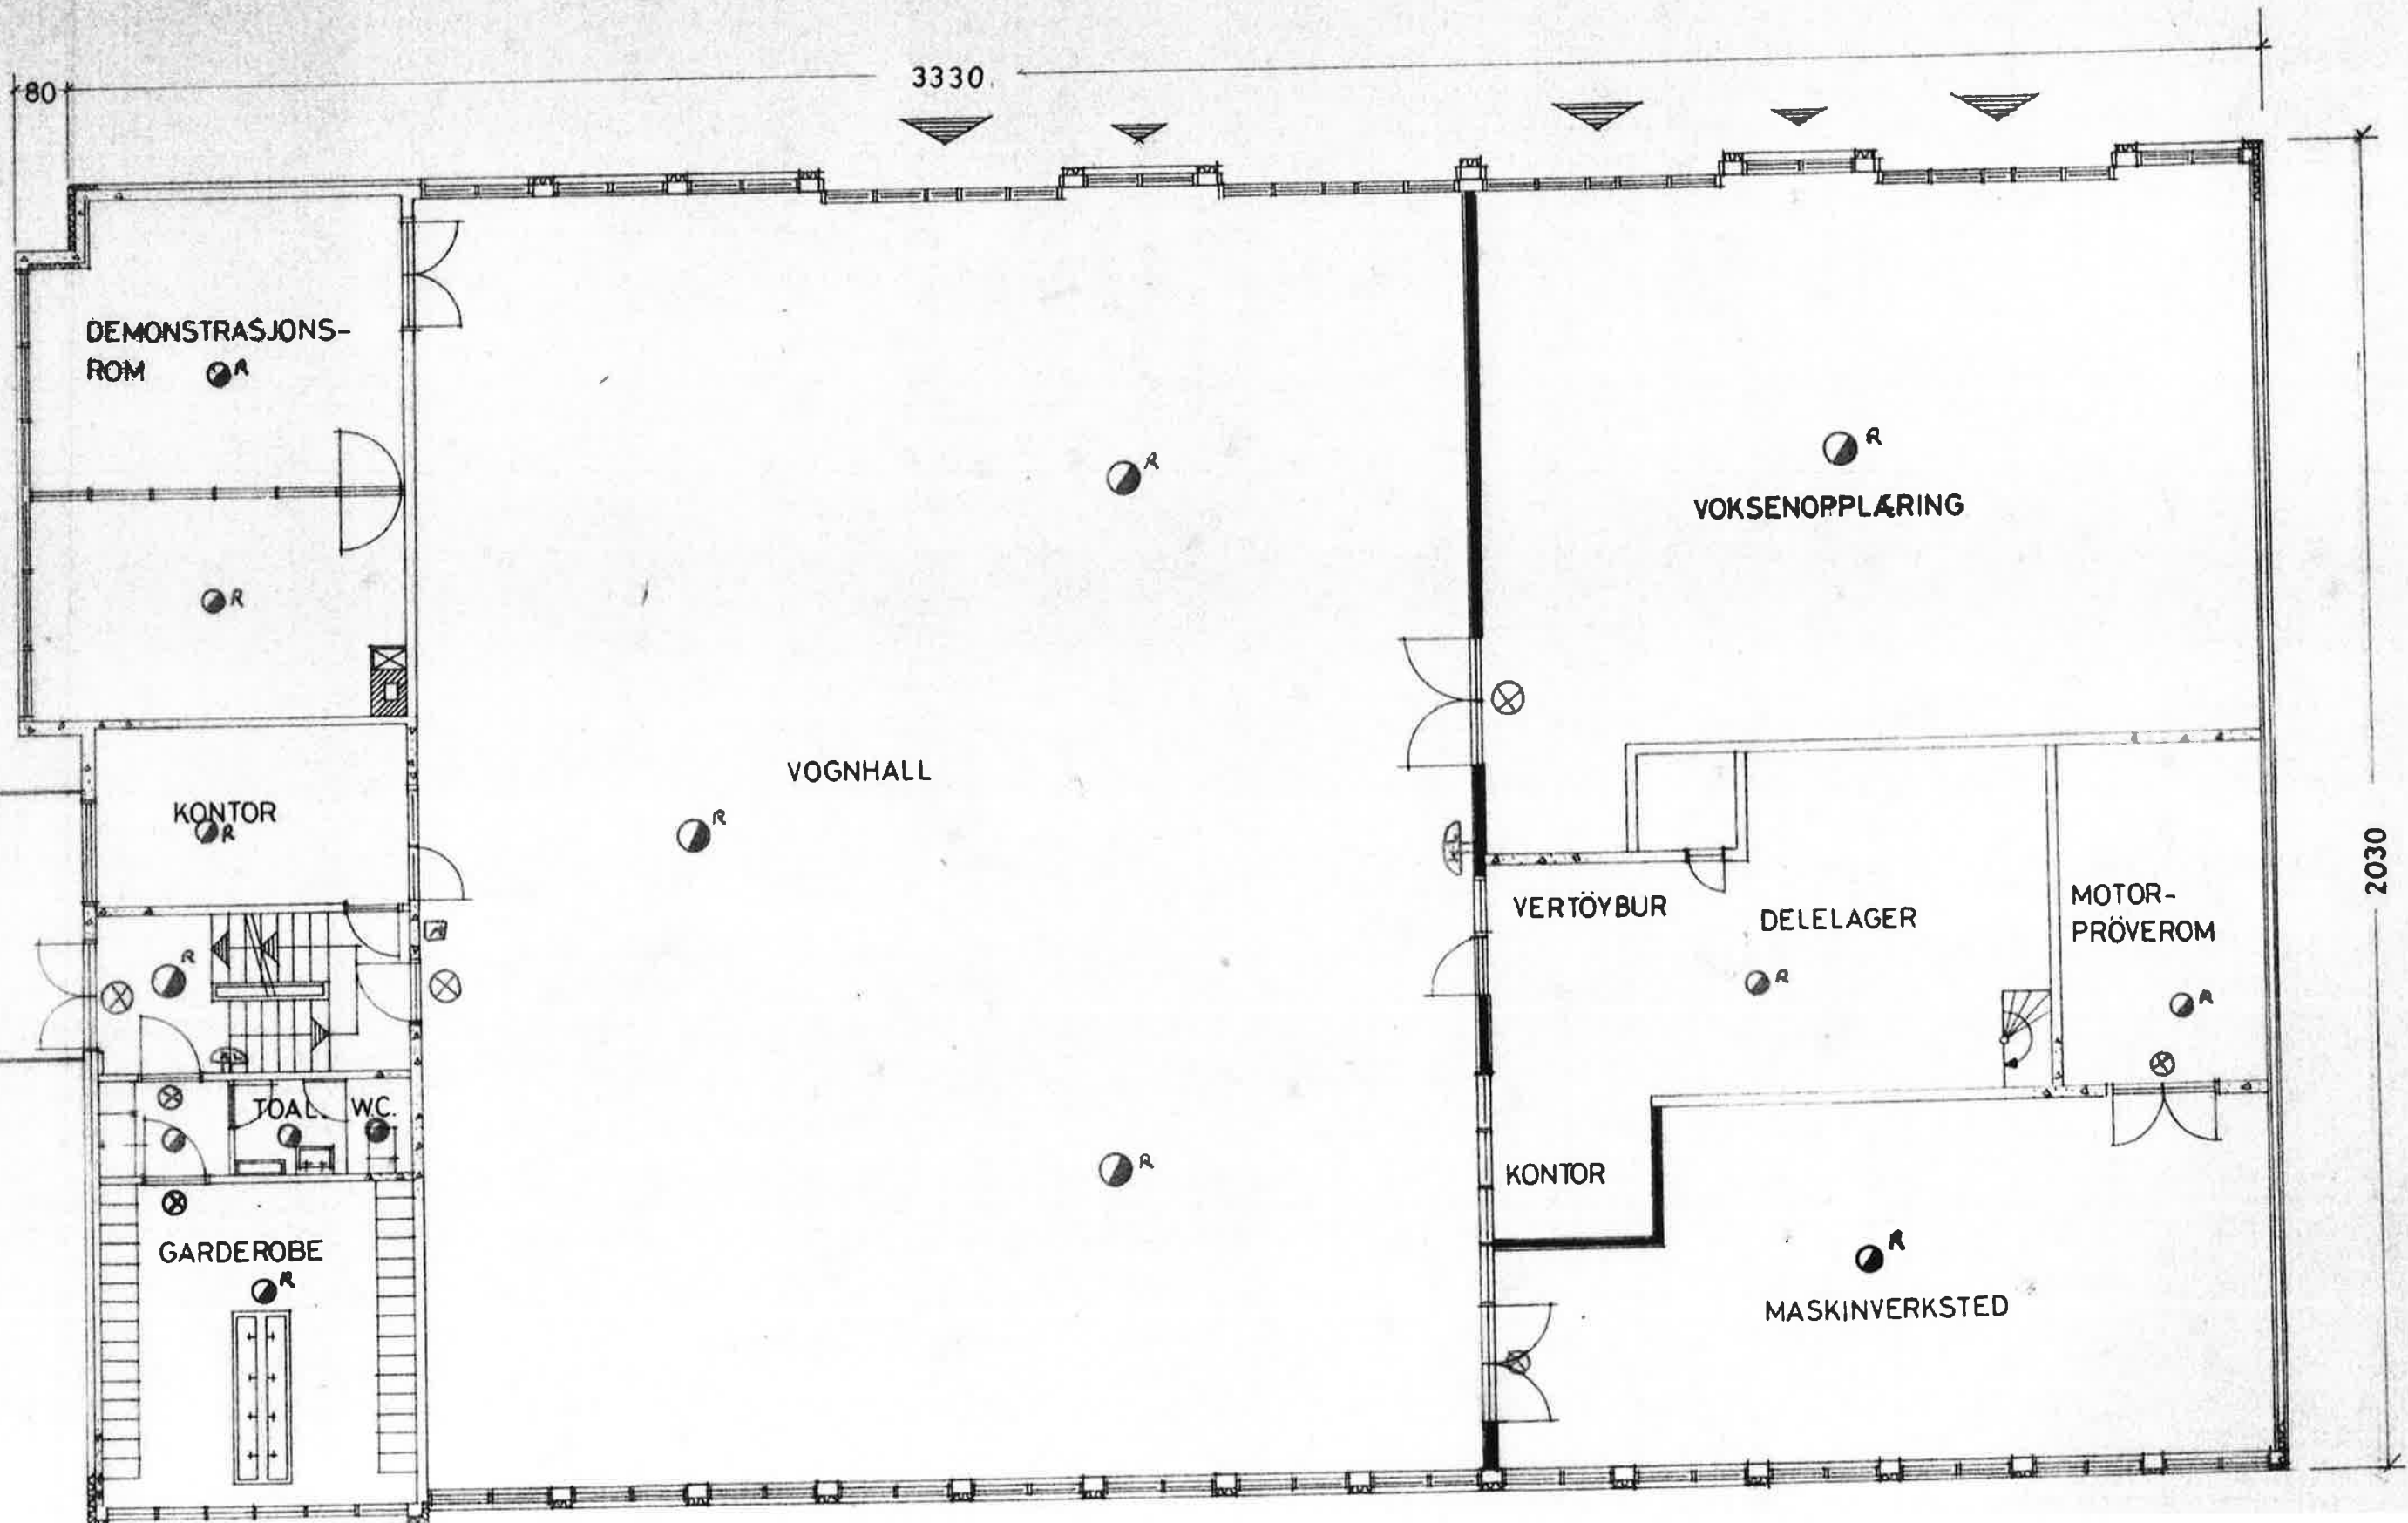 3330
80
DEMONSTRASJONS-
ROM
R
R
R
R
VOKSENOPPLÆRING
R
VOGNHALL
R
KONTOR
R
VERTÖYBUR
DELELAGER
R
MOTOR-
PRÖVEROM
R
2030
R
TOAL.
W.C.
KONTOR
R
GARDEROBE
R
R
MASKINVERKSTED